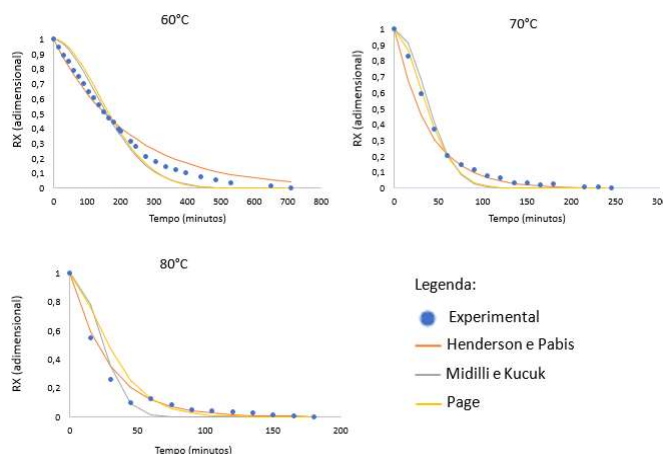 60°C
RX (adimensional)
1
0,9
0,8
0,7
0,6
0,5
0,4
0,3
0,2
0,1
0
0 100 200 300 400 500 600 700 800
Tempo (minutos)
70°C
RX (adimensional)
1
0,9
0,8
0,7
0,6
0,5
0,4
0,3
0,2
0,1
0
0 50 100 150 200 250 300
Tempo (minutos)
80°C
RX (adimensional)
1
0,8
0,6
0,4
0,2
0
0 50 100 150 200
Tempo (minutos)
Legenda:
Experimental
Henderson e Pabis
Midilli e Kucuk
Page